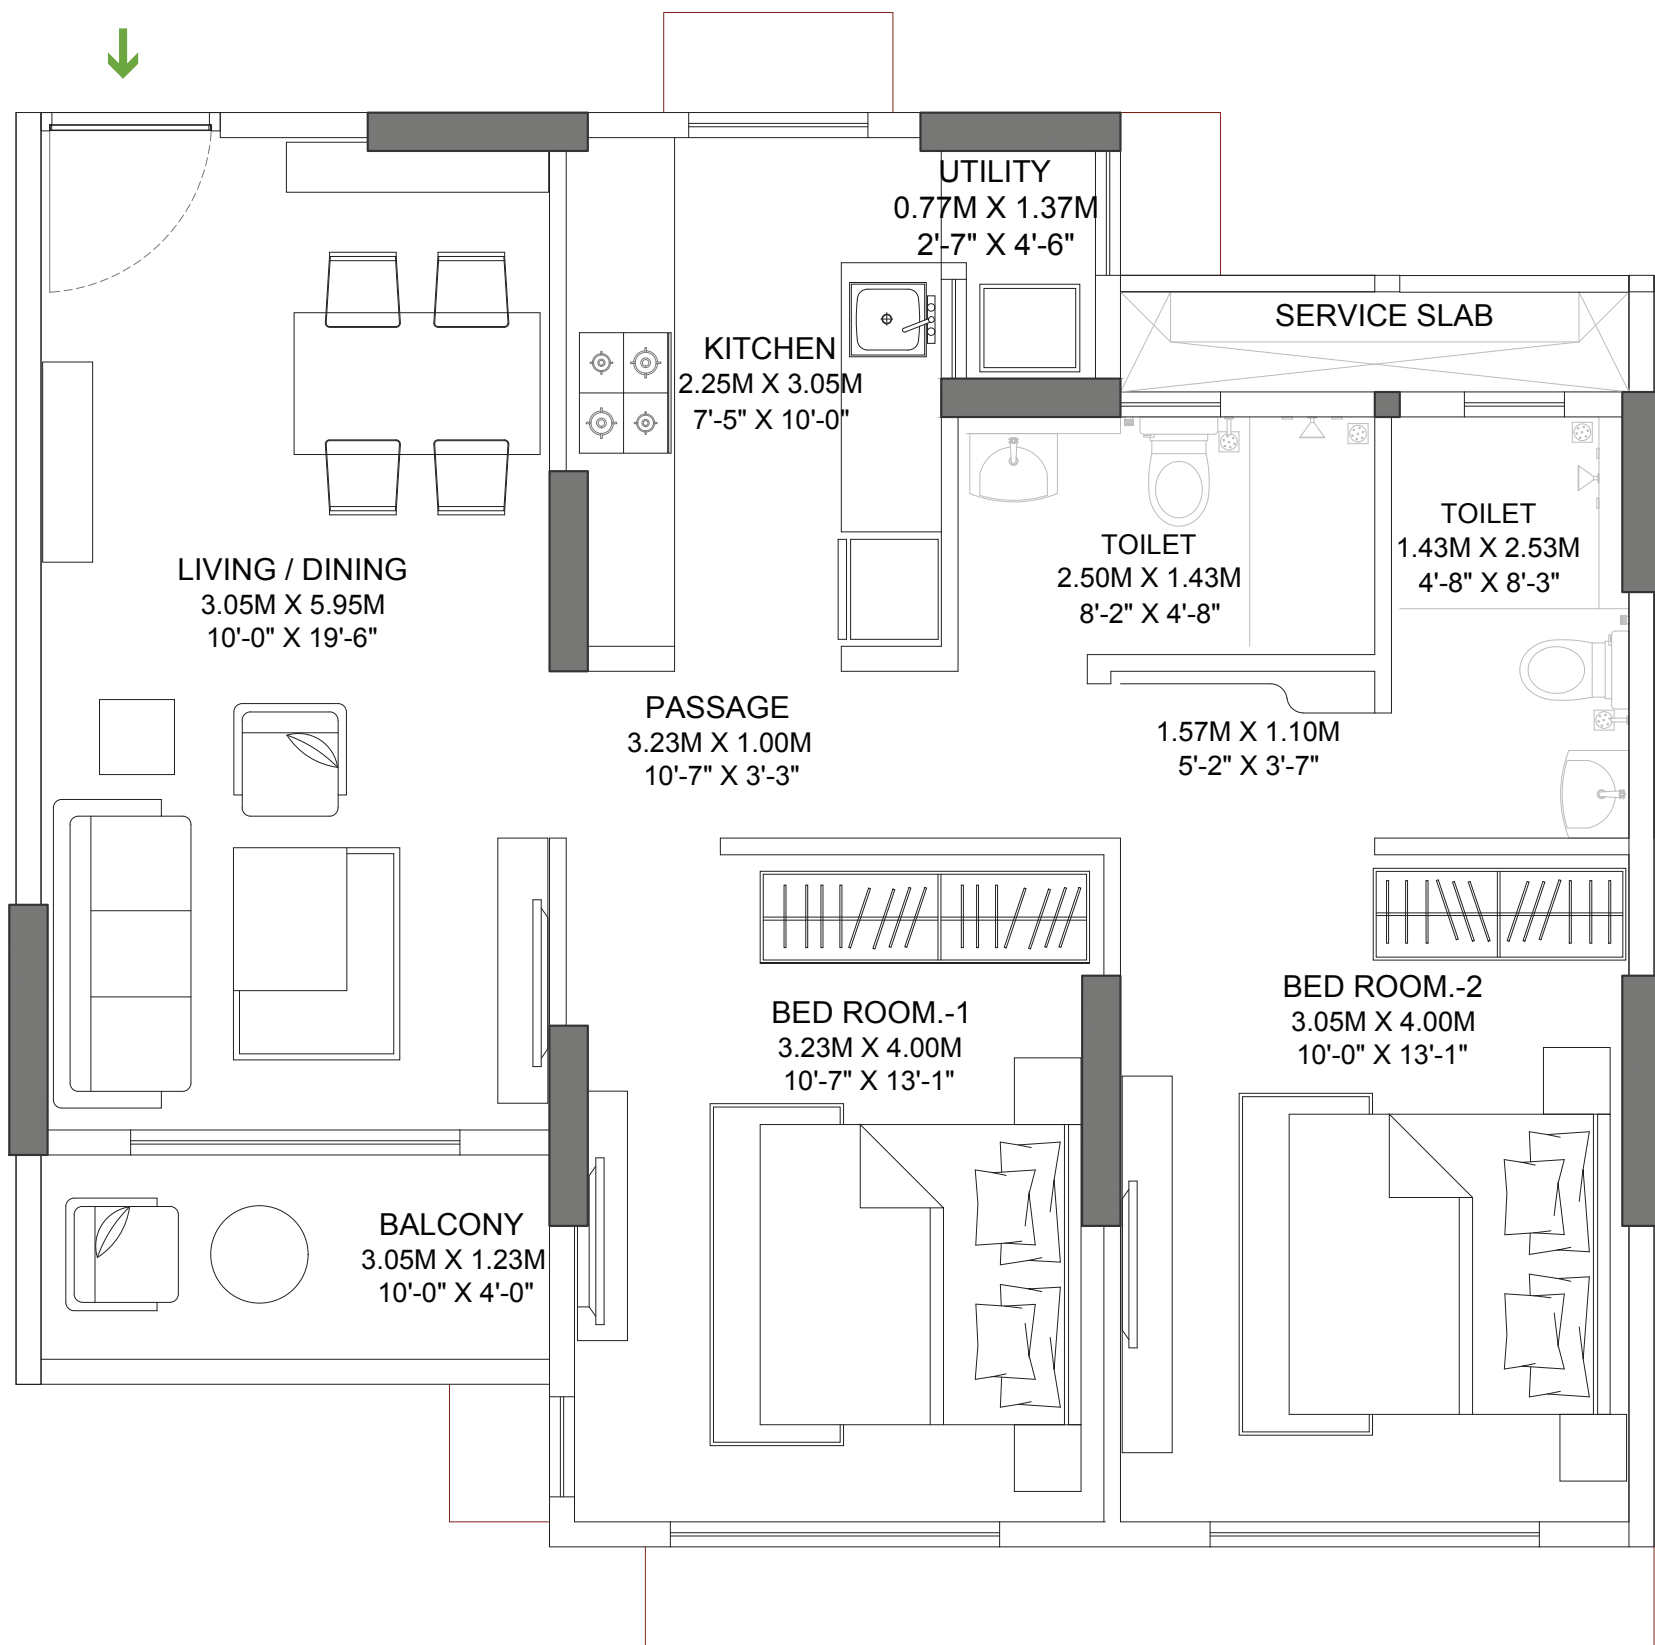 UTILITY
0.77M X 1.37M
2'-7" X 4'-6"
SERVICE SLAB
KITCHEN
2.25M X 3.05M
7'-5" X 10'-0"
TOILET
1.43M X 2.53M
4'-8" X 8'-3"
TOILET
2.50M X 1.43M
8'-2" X 4'-8"
LIVING / DINING
3.05M X 5.95M
10'-0" X 19'-6"
PASSAGE
3.23M X 1.00M
10'-7" X 3'-3"
1.57M X 1.10M
5'-2" X 3'-7"
BED ROOM.-1
3.23M X 4.00M
10'-7" X 13'-1"
BED ROOM.-2
3.05M X 4.00M
10'-0" X 13'-1"
BALCONY
3.05M X 1.23M
10'-0" X 4'-0"